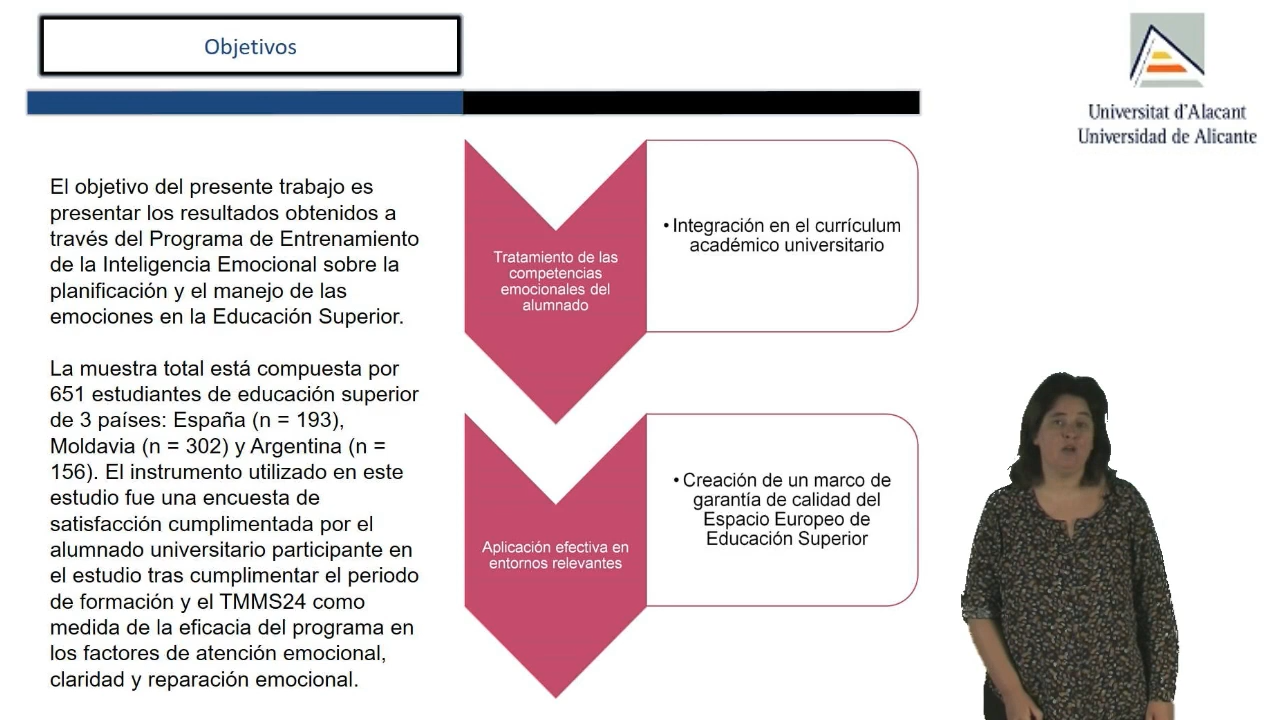 Objetivos
Universitat d'Alacant
Universidad de Alicante
El objetivo del presente trabajo es
presentar los resultados obtenidos a
través del Programa de Entrenamiento
de la Inteligencia Emocional sobre la
planificación y el manejo de las
emociones en la Educación Superior.
La muestra total está compuesta por
651 estudiantes de educación superior
de 3 países: España (n = 193),
Moldavia (n = 302) y Argentina (n =
156). El instrumento utilizado en este
estudio fue una encuesta de
satisfacción cumplimentada por el
alumnado universitario participante en
el estudio tras cumplimentar el periodo
de formación y el TMMS24 como
medida de la eficacia del programa en
los factores de atención emocional,
claridad y reparación emocional.
Tratamiento de las
competencias
emocionales del
alumnado
• Integración en el currículum
académico universitario
Aplicación efectiva en
entornos relevantes
• Creación de un marco de
garantía de calidad del
Espacio Europeo de
Educación Superior